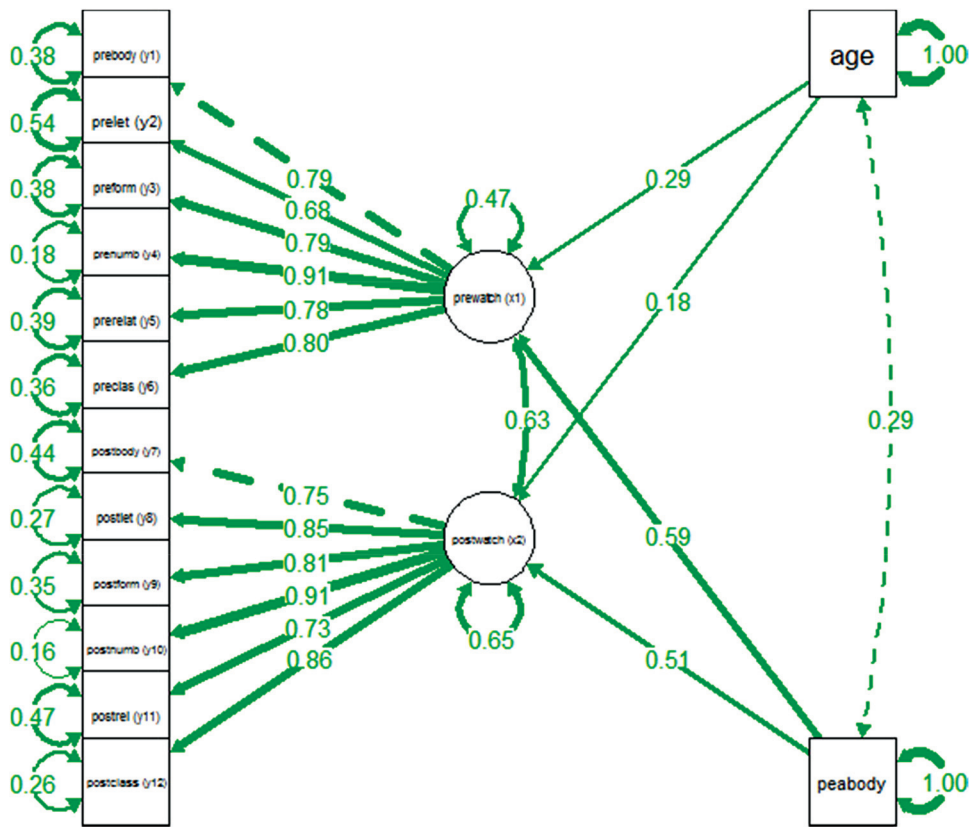 prebody (y1)
0.38
prelet (y2)
0.54
preform (y3)
0.38
prenumb (y4)
0.18
prerelat (y5)
0.39
preclas (y6)
0.36
postbody (y7)
0.44
postlet (y8)
0.27
postform (y9)
0.35
postnumb (y10)
0.16
postrel (y11)
0.47
postclass (y12)
0.26
0.79
0.68
0.79
0.91
0.78
0.80
0.75
0.85
0.81
0.91
0.73
0.86
0.47
prewatch (x1)
0.63
postwatch (x2)
0.65
0.29
0.18
0.59
0.51
age
1.00
0.29
peabody
1.00